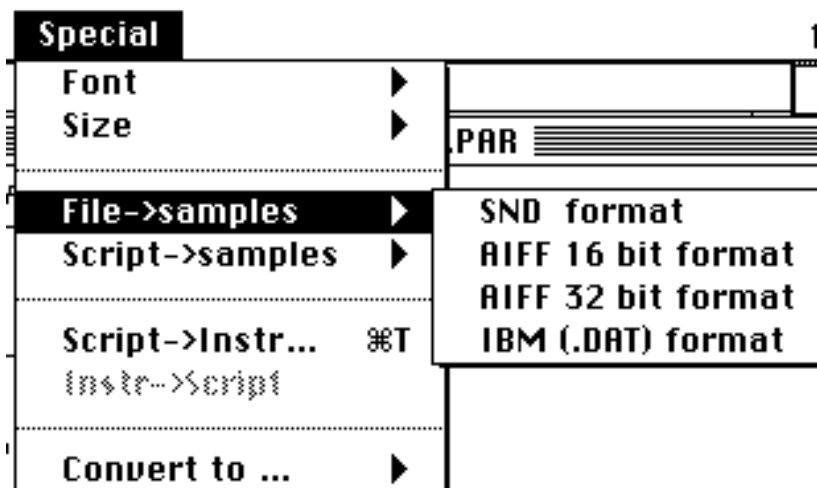 Special
Font
Size
.PAR
File->samples
SND format
Script->samples
AIFF 16 bit format
AIFF 32 bit format
Script->Instr... ⌘T
IBM (.DAT) format
Instr->Script
Convert to ...